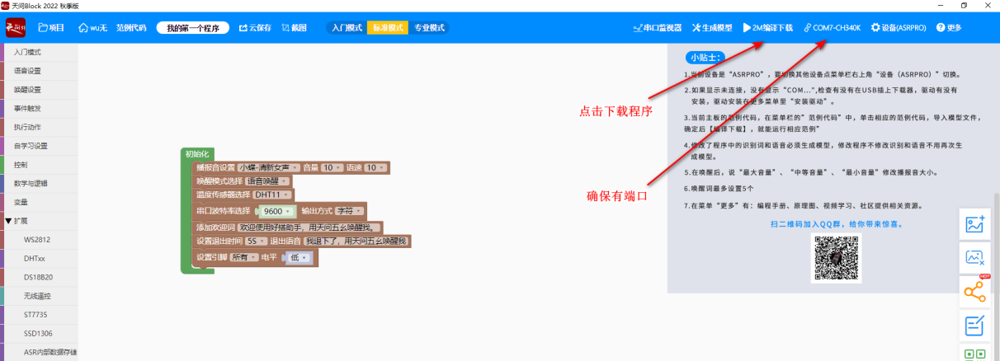 天问Block 2022 秋季版
天问51
项目 wu无 范例代码 我的第一个程序 云保存 截图 入门模式 标准模式 专业模式 串口监视器 生成模型 2M编译下载 COM7-CH340K 设备(ASRPRO) 更多
入门模式
语音设置
唤醒设置
事件触发
执行动作
自学习设置
控制
数学与逻辑
变量
扩展
WS2812
DHTxx
DS18B20
无线遥控
ST7735
SSD1306
ASR内部数据存储
初始化
播报音设置 小蝶-清新女声 音量 10 语速 10
唤醒模式选择 语音唤醒
温度传感器选择 DHT11
串口波特率选择 9600 输出方式 字符
添加欢迎词 欢迎使用好搭助手，用天问五幺唤醒我。
设置退出时间 5S 退出语音 我退下了，用天问五幺唤醒我
设置引脚 所有 电平 低
点击下载程序
确保有端口
小贴士：
1.当前设备是“ASRPRO”，要切换其他设备点菜单栏右上角“设备（ASRPRO）”切换。
2.如果显示未连接，没有显示“COM...”,检查有没有在USB插上下载器，驱动有没有
安装，驱动安装在更多菜单里“安装驱动”。
3.当前主板的范例代码，在菜单栏的”范例代码”中，单击相应的范例代码，导入模型文件，
确定后【编译下载】，就能运行相应范例”
4.修改了程序中的识别词和语音必须生成模型，修改程序不修改识别和语音不用再次生
成模型。
5.在唤醒后，说“最大音量”、“中等音量”、“最小音量”修改播报音大小。
6.唤醒词最多设置5个
7.在菜单“更多”有：编程手册、原理图、视频学习、社区提供相关资源。
扫二维码加入QQ群，给你带来惊喜。
HOT